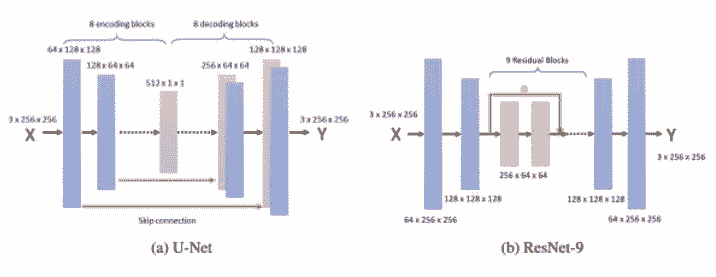 8 encoding blocks
8 decoding blocks
64 x 128 x 128
128 x 128 x 128
128 x 64 x 64
256 x 64 x 64
512 x 1 x 1
3 x 256 x 256
3 x 256 x 256
X
Y
Skip connection
(a) U-Net
9 Residual Blocks
3 x 256 x 256
X
Y
3 x 256 x 256
256 x 64 x 64
128 x 128 x 128
128 x 128 x 128
64 x 256 x 256
64 x 256 x 256
(b) ResNet-9